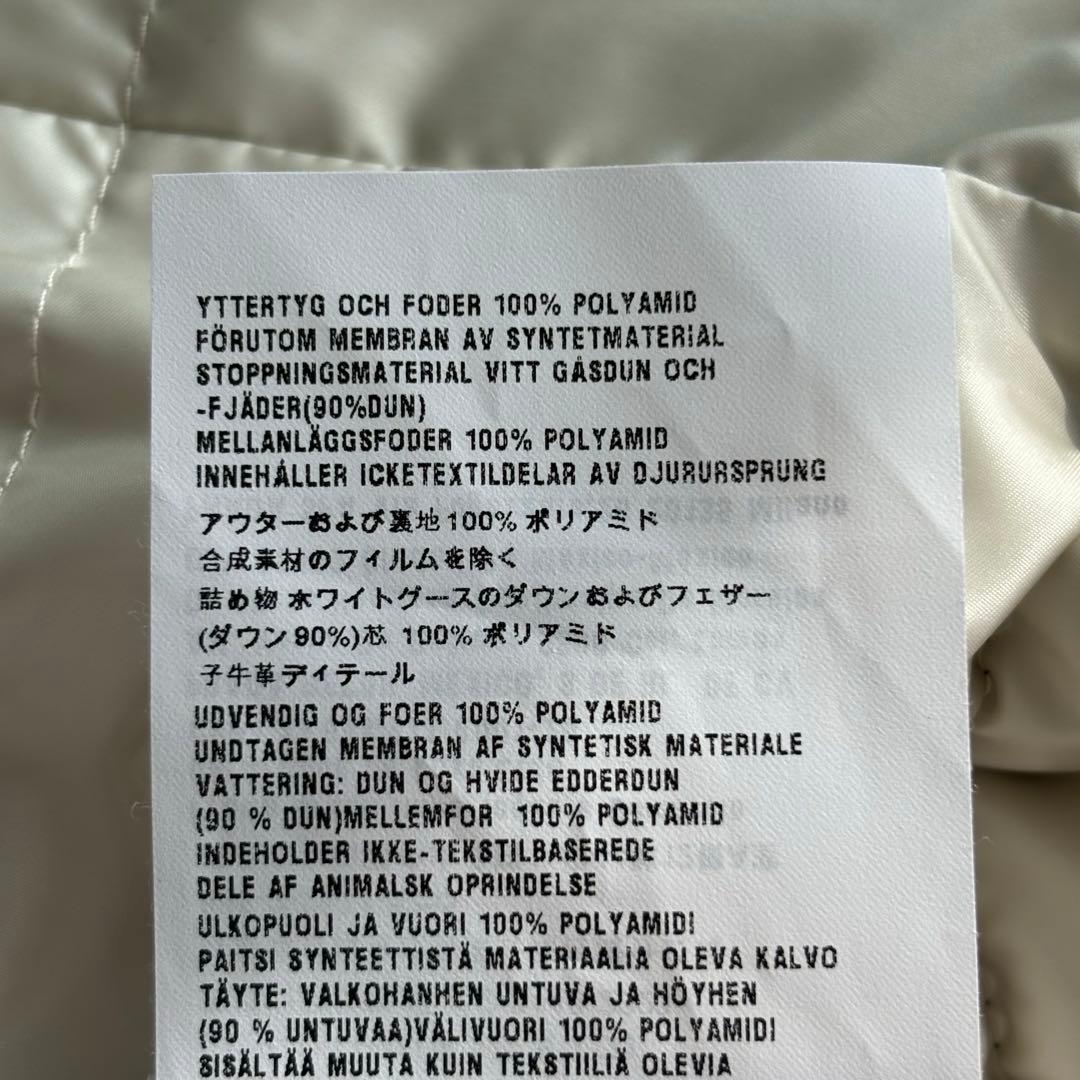 YTTERTYG OCH FODER 100% POLYAMID
FÖRUTOM MEMBRAN AV SYNTETMATERIAL
STOPPNINGSMATERIAL VITT GÅSDUN OCH
-FJÄDER(90%DUN)
MELLANLÄGGSFODER 100% POLYAMID
INNEHÅLLER ICKETEXTILDELAR AV DJURURSPRUNG
アウターおよび裏地100% ポリアミド
合成素材のフィルムを除く
詰め物 ホワイトグースのダウンおよびフェザー
(ダウン90%)芯 100% ポリアミド
子牛革ディテール
UDVENDIG OG FOER 100% POLYAMID
UNDTAGEN MEMBRAN AF SYNTETISK MATERIALE
VATTERING: DUN OG HVIDE EDDERDUN
(90 % DUN)MELLEMFOR 100% POLYAMID
INDEHOLDER IKKE-TEKSTILBASEREDE
DELE AF ANIMALSK OPRINDELSE
ULKOPUOLI JA VUORI 100% POLYAMIDI
PAITSI SYNTEETTISTÄ MATERIAALIA OLEVA KALVO
TÄYTE: VALKOHANHEN UNTUVA JA HÖYHEN
(90 % UNTUVAA)VÄLIVUORI 100% POLYAMIDI
SISÄLTÄÄ MUUTA KUIN TEKSTIILIÄ OLEVIA